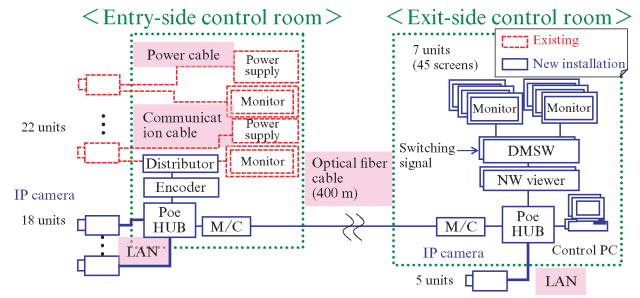 <Entry-side control room>
<Exit-side control room>
Existing
New installation
Power cable
Power
supply
Monitor
Communicat
ion cable
Power
supply
Monitor
22 units
Distributor
Encoder
IP camera
18 units
Poe
HUB
M/C
LAN
Optical fiber
cable
(400 m)
7 units
(45 screens)
Monitor
Monitor
Switching
signal
DMSW
NW viewer
M/C
Poe
HUB
Control PC
IP camera
5 units
LAN